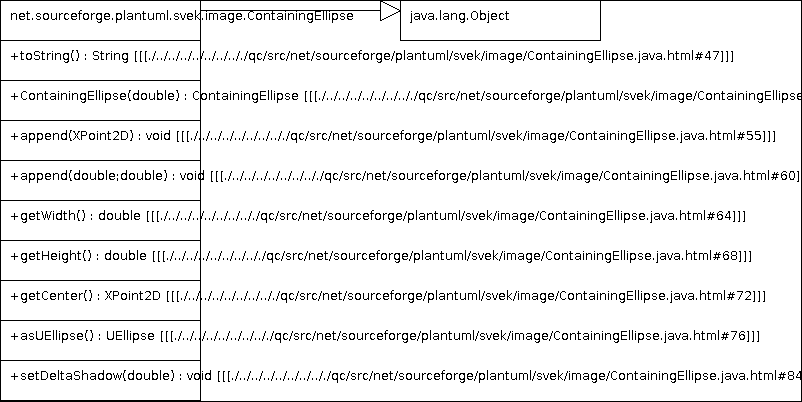 net.sourceforge.plantuml.svek.image.ContainingEllipse
java.lang.Object
+toString() : String [[[./../../../../../../../qc/src/net/sourceforge/plantuml/svek/image/ContainingEllipse.java.html#47]]]
+ContainingEllipse(double) : ContainingEllipse [[[./../../../../../../../qc/src/net/sourceforge/plantuml/svek/image/ContainingEllipse
+append(XPoint2D) : void [[[./../../../../../../../qc/src/net/sourceforge/plantuml/svek/image/ContainingEllipse.java.html#55]]]
+append(double;double) : void [[[./../../../../../../../qc/src/net/sourceforge/plantuml/svek/image/ContainingEllipse.java.html#60]
+getWidth() : double [[[./../../../../../../../qc/src/net/sourceforge/plantuml/svek/image/ContainingEllipse.java.html#64]]]
+getHeight() : double [[[./../../../../../../../qc/src/net/sourceforge/plantuml/svek/image/ContainingEllipse.java.html#68]]]
+getCenter() : XPoint2D [[[./../../../../../../../qc/src/net/sourceforge/plantuml/svek/image/ContainingEllipse.java.html#72]]]
+asUEllipse() : UEllipse [[[./../../../../../../../qc/src/net/sourceforge/plantuml/svek/image/ContainingEllipse.java.html#76]]]
+setDeltaShadow(double) : void [[[./../../../../../../../qc/src/net/sourceforge/plantuml/svek/image/ContainingEllipse.java.html#84